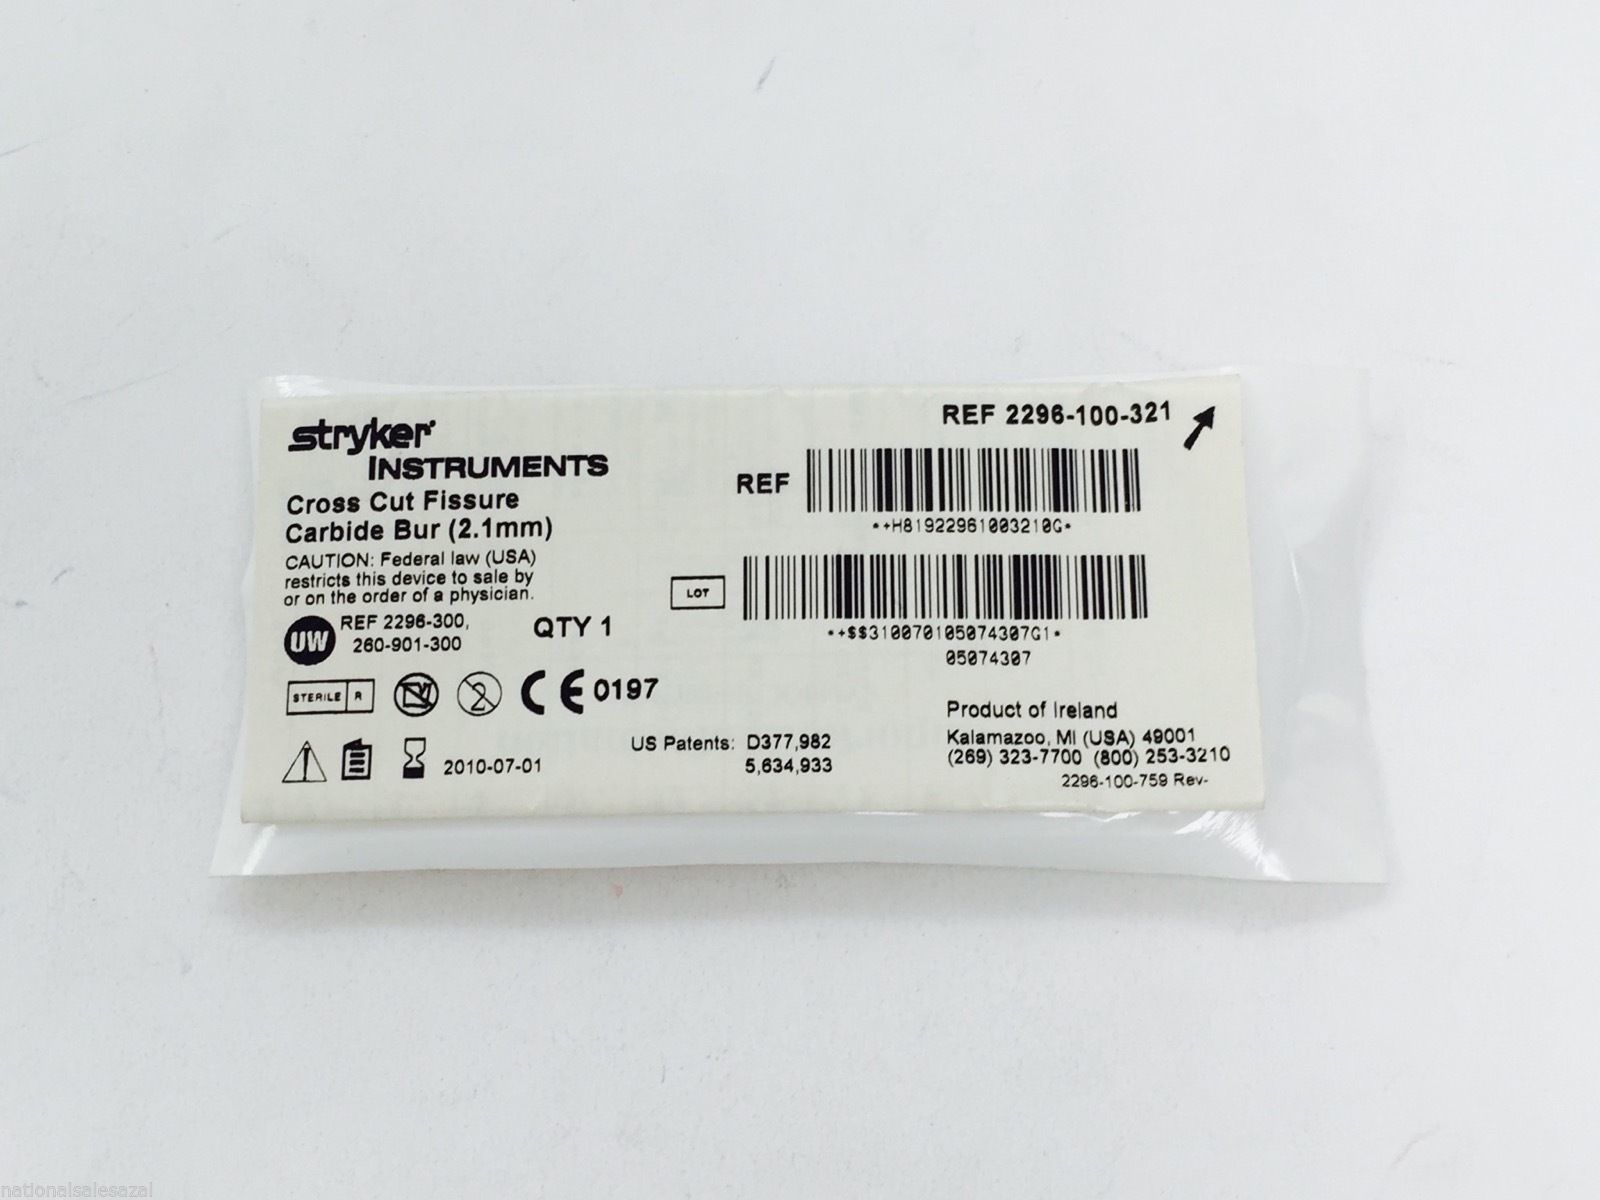 stryker
INSTRUMENTS
Cross Cut Fissure
Carbide Bur (2.1mm)
CAUTION: Federal law (USA)
restricts this device to sale by
or on the order of a physician.
UW
REF 2296-300,
260-901-300
QTY 1
STERILE R
2
CE 0197
2010-07-01
US Patents: D377,982
5,634,933
REF 2296-100-321
REF
*+H81922961003210G*
LOT
*+$$310070105074307G1*
05074307
Product of Ireland
Kalamazoo, MI (USA) 49001
(269) 323-7700 (800) 253-3210
2296-100-759 Rev-
nationalsalesazal